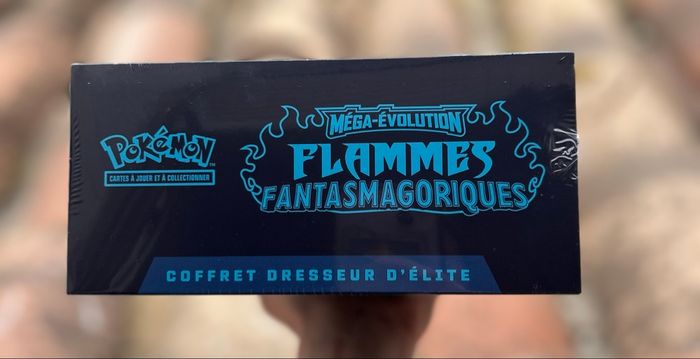 Pokémon
CARTES À JOUER ET À COLLECTIONNER
MÉGA-ÉVOLUTION
FLAMMES
FANTASMAGORIQUES
COFFRET DRESSEUR D'ÉLITE